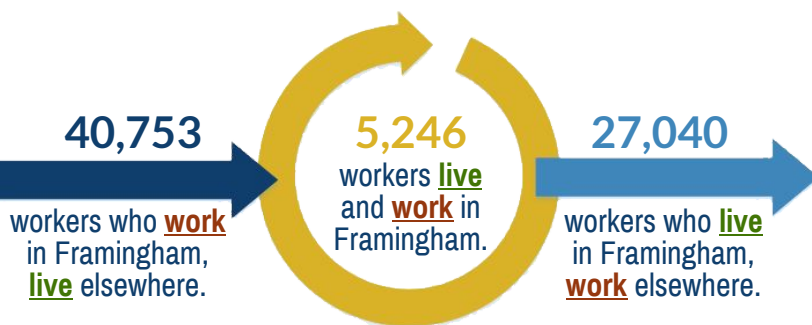 40,753
workers who work
in Framingham,
live elsewhere.
5,246
workers live
and work in
Framingham.
27,040
workers who live
in Framingham,
work elsewhere.